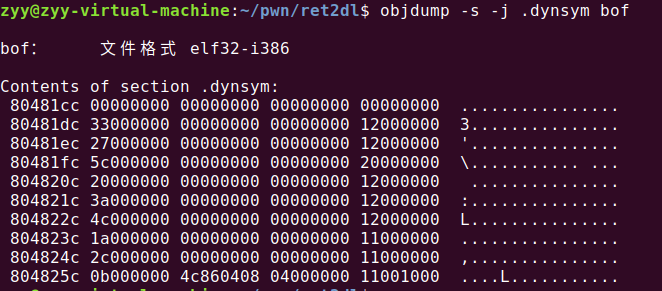 zyy@zyy-virtual-machine:~/pwn/ret2dl$ objdump -s -j .dynsym bof
bof：     文件格式 elf32-i386
Contents of section .dynsym:
 80481cc 00000000 00000000 00000000 00000000  ................
 80481dc 33000000 00000000 00000000 12000000  3...............
 80481ec 27000000 00000000 00000000 12000000  '...............
 80481fc 5c000000 00000000 00000000 20000000  \........... ...
 804820c 20000000 00000000 00000000 12000000   ...............
 804821c 3a000000 00000000 00000000 12000000  :...............
 804822c 4c000000 00000000 00000000 12000000  L...............
 804823c 1a000000 00000000 00000000 11000000  ................
 804824c 2c000000 00000000 00000000 11000000  ,...............
 804825c 0b000000 4c860408 04000000 11001000  ....L...........